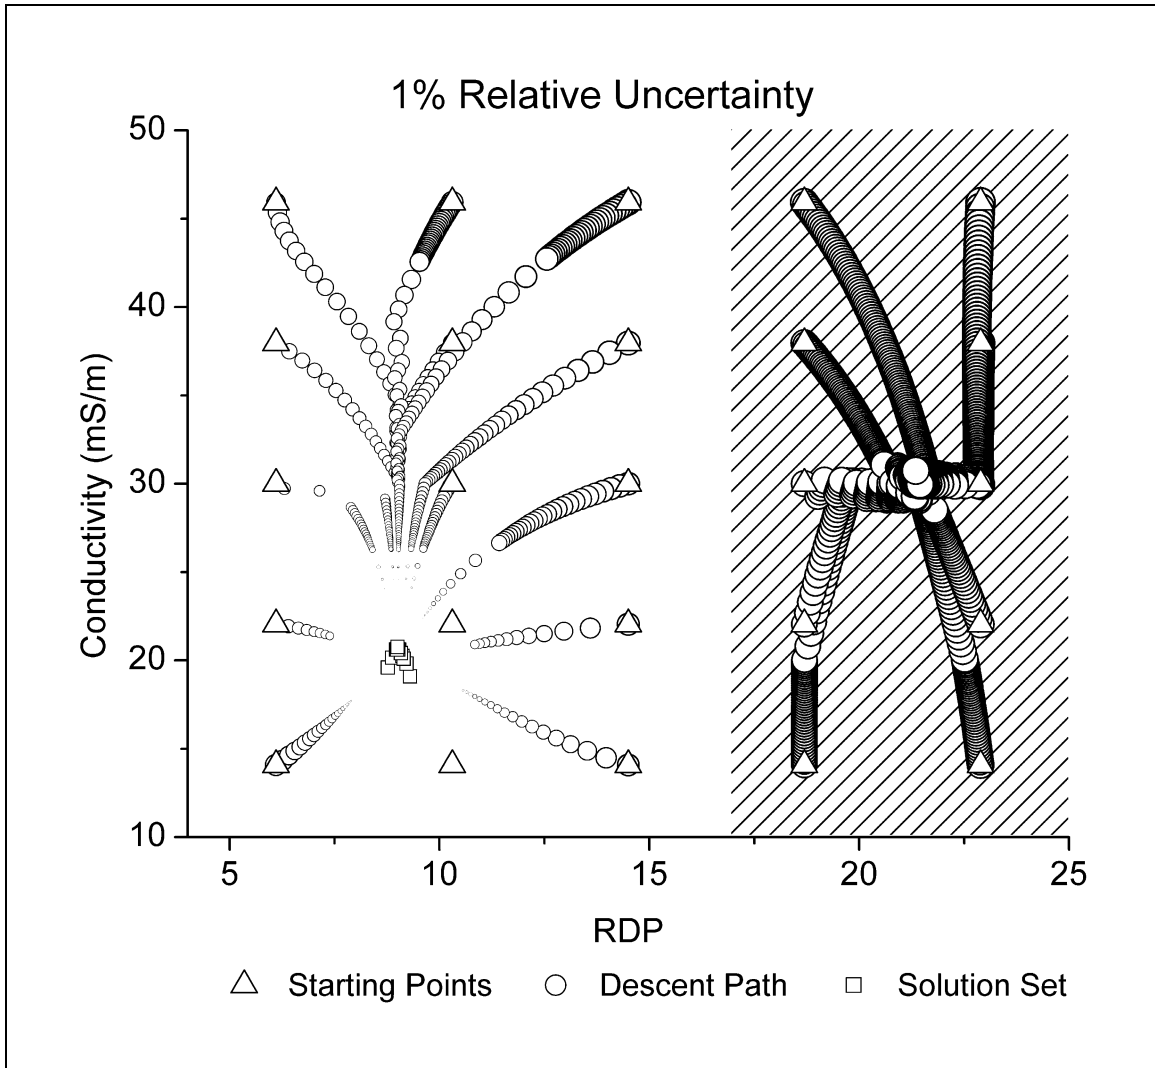 1% Relative Uncertainty
50
40
30
20
10
Conductivity (mS/m)
5 10 15 20 25
RDP
Starting Points Descent Path Solution Set